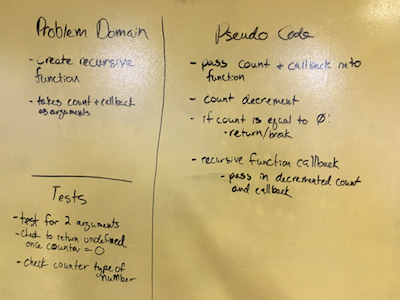 Problem Domain
- create recursive
function
- takes count + callback
as arguments
Tests
- test for 2 arguments
- check to return undefined
once counter = 0
- check counter type of
number
Pseudo Code
- pass count + callback into
function
- count decrement
- if count is equal to 0:
- return/break
- recursive function callback
- pass in decremented count
and callback